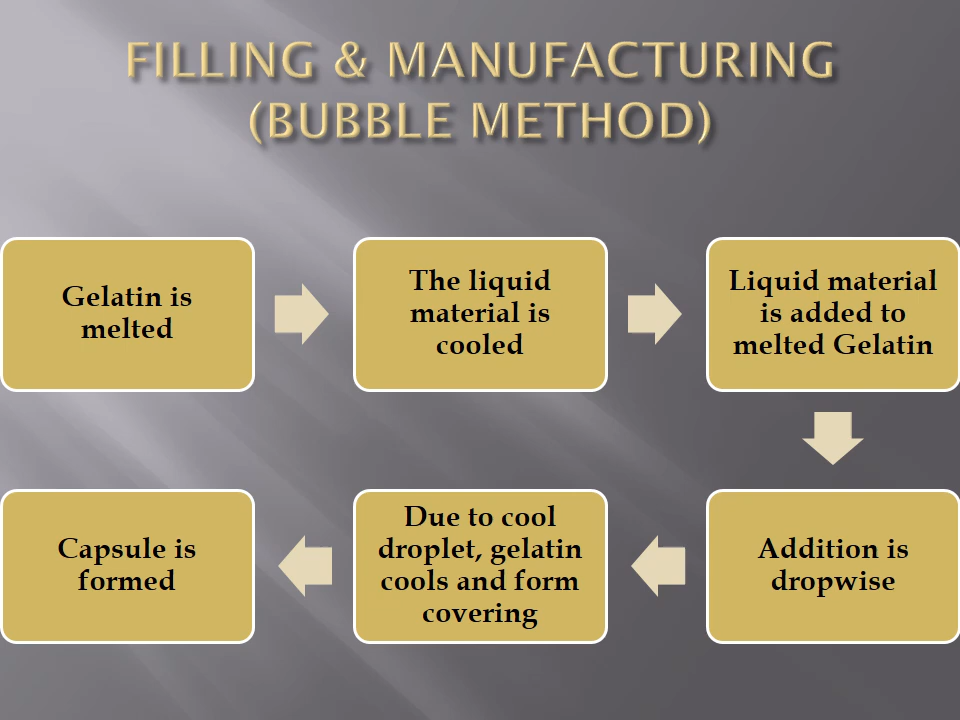 FILLING & MANUFACTURING
(BUBBLE METHOD)
Gelatin is
melted
The liquid
material is
cooled
Liquid material
is added to
melted Gelatin
Addition is
dropwise
Due to cool
droplet, gelatin
cools and form
covering
Capsule is
formed